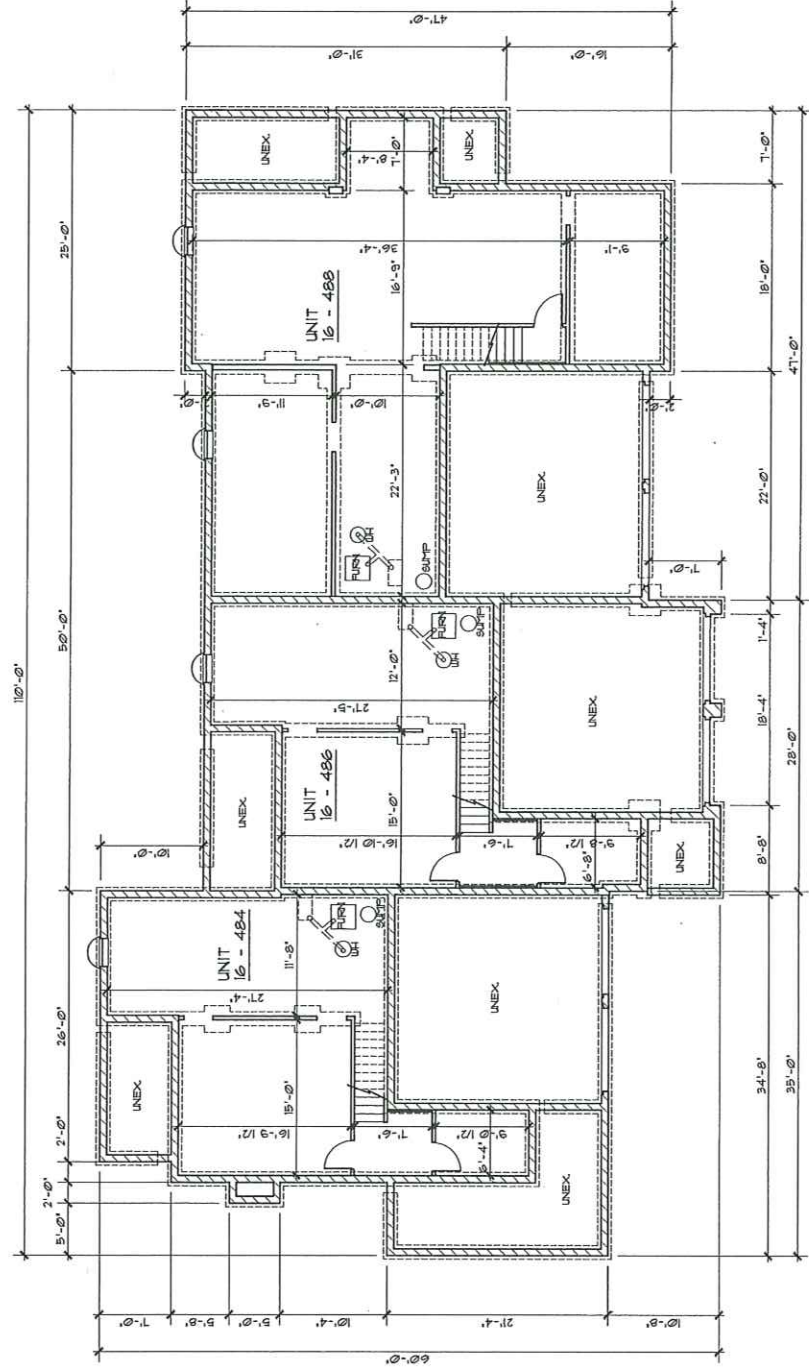 110'-0"
25'-0"
50'-0"
26'-0"
2'-0"
2'-0"
5'-0"
47'-0"
31'-0"
16'-0"
UNEX.
8'-4"
7'-0"
UNEX.
UNIT
16 - 488
36'-4"
16'-9"
9'-1"
7'-0"
18'-0"
47'-0"
11'-9"
10'-0"
22'-3"
2'-0"
FURN
WH
SUMP
UNEX.
22'-0"
7'-0"
12'-0"
27'-5"
FURN
SUMP
WH
UNEX.
1'-4"
18'-4"
28'-0"
8'-8"
UNIT
16 - 486
UNEX.
15'-0"
16'-10 1/2"
7'-6"
9'-8 1/2"
6'-8"
UNEX.
10'-0"
UNIT
16 - 484
11'-8"
27'-4"
FURN
SUMP
WH
UNEX.
UNEX.
15'-0"
16'-9 1/2"
7'-6"
9'-0 1/2"
6'-4"
UNEX.
34'-8"
35'-0"
7'-0"
5'-8"
5'-0"
10'-4"
21'-4"
10'-8"
60'-0"